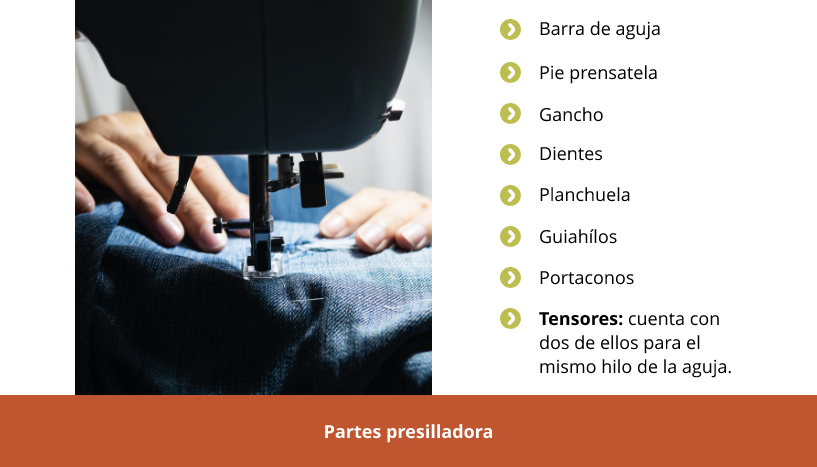 Barra de aguja
Pie prensatela
Gancho
Dientes
Planchuela
Guiahílos
Portaconos
Tensores: cuenta con
dos de ellos para el
mismo hilo de la aguja.
Partes presilladora